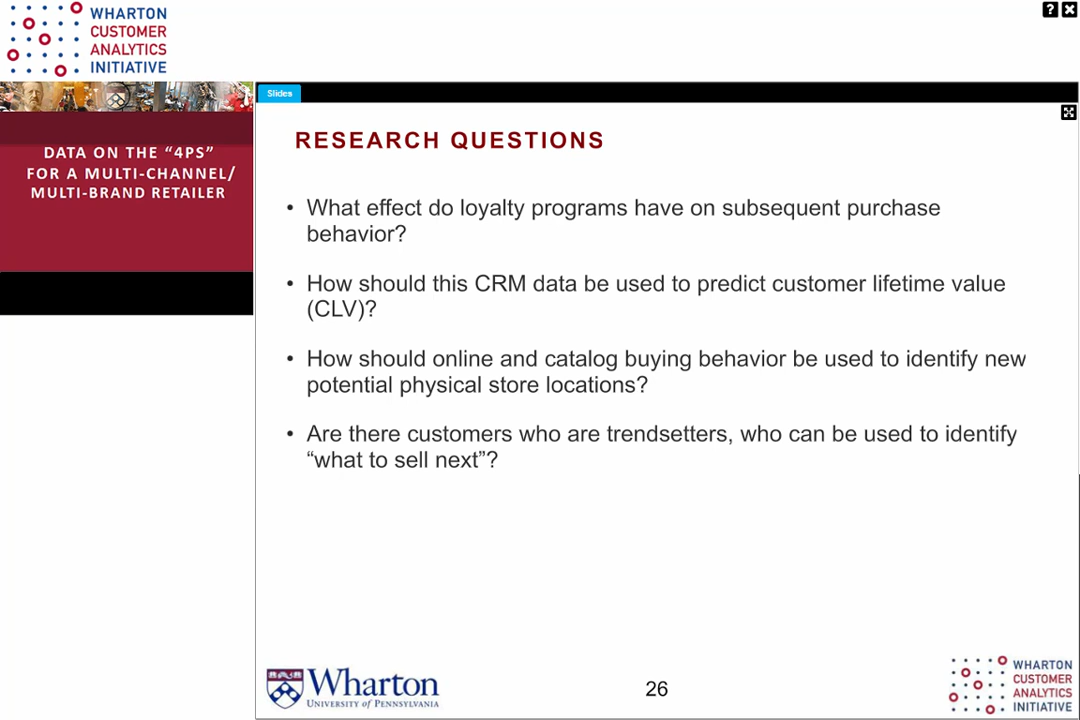 WHARTON
CUSTOMER
ANALYTICS
INITIATIVE
?
Slides
DATA ON THE “4PS”
FOR A MULTI-CHANNEL/
MULTI-BRAND RETAILER
RESEARCH QUESTIONS
• What effect do loyalty programs have on subsequent purchase
behavior?
• How should this CRM data be used to predict customer lifetime value
(CLV)?
• How should online and catalog buying behavior be used to identify new
potential physical store locations?
• Are there customers who are trendsetters, who can be used to identify
“what to sell next”?
Wharton
UNIVERSITY of PENNSYLVANIA
26
WHARTON
CUSTOMER
ANALYTICS
INITIATIVE